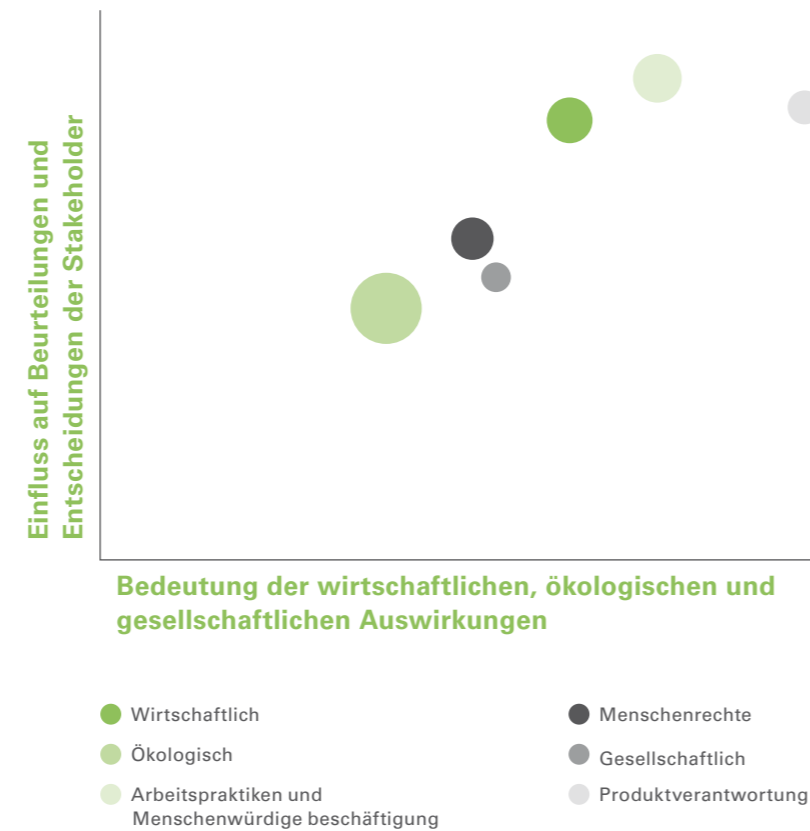 Einfluss auf Beurteilungen und
Entscheidungen der Stakeholder
Bedeutung der wirtschaftlichen, ökologischen und
gesellschaftlichen Auswirkungen
Wirtschaftlich
Ökologisch
Arbeitspraktiken und
Menschenwürdige beschäftigung
Menschenrechte
Gesellschaftlich
Produktverantwortung